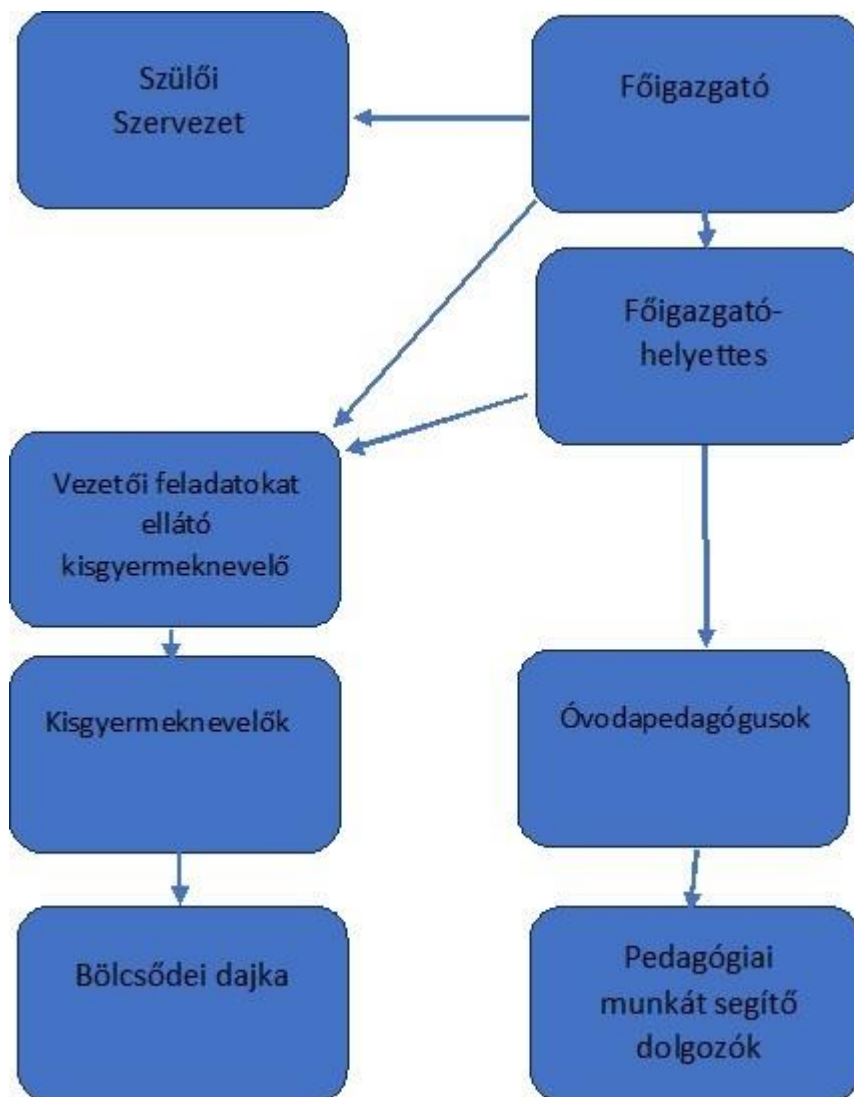 Szülői
Szervezet
Főigazgató
Főigazgató-
helyettes
Vezetői feladatokat
ellátó
kisgyermeknevelő
Kisgyermeknevelők
Óvodapedagógusok
Bölcsődei dajka
Pedagógiai
munkát segítő
dolgozók